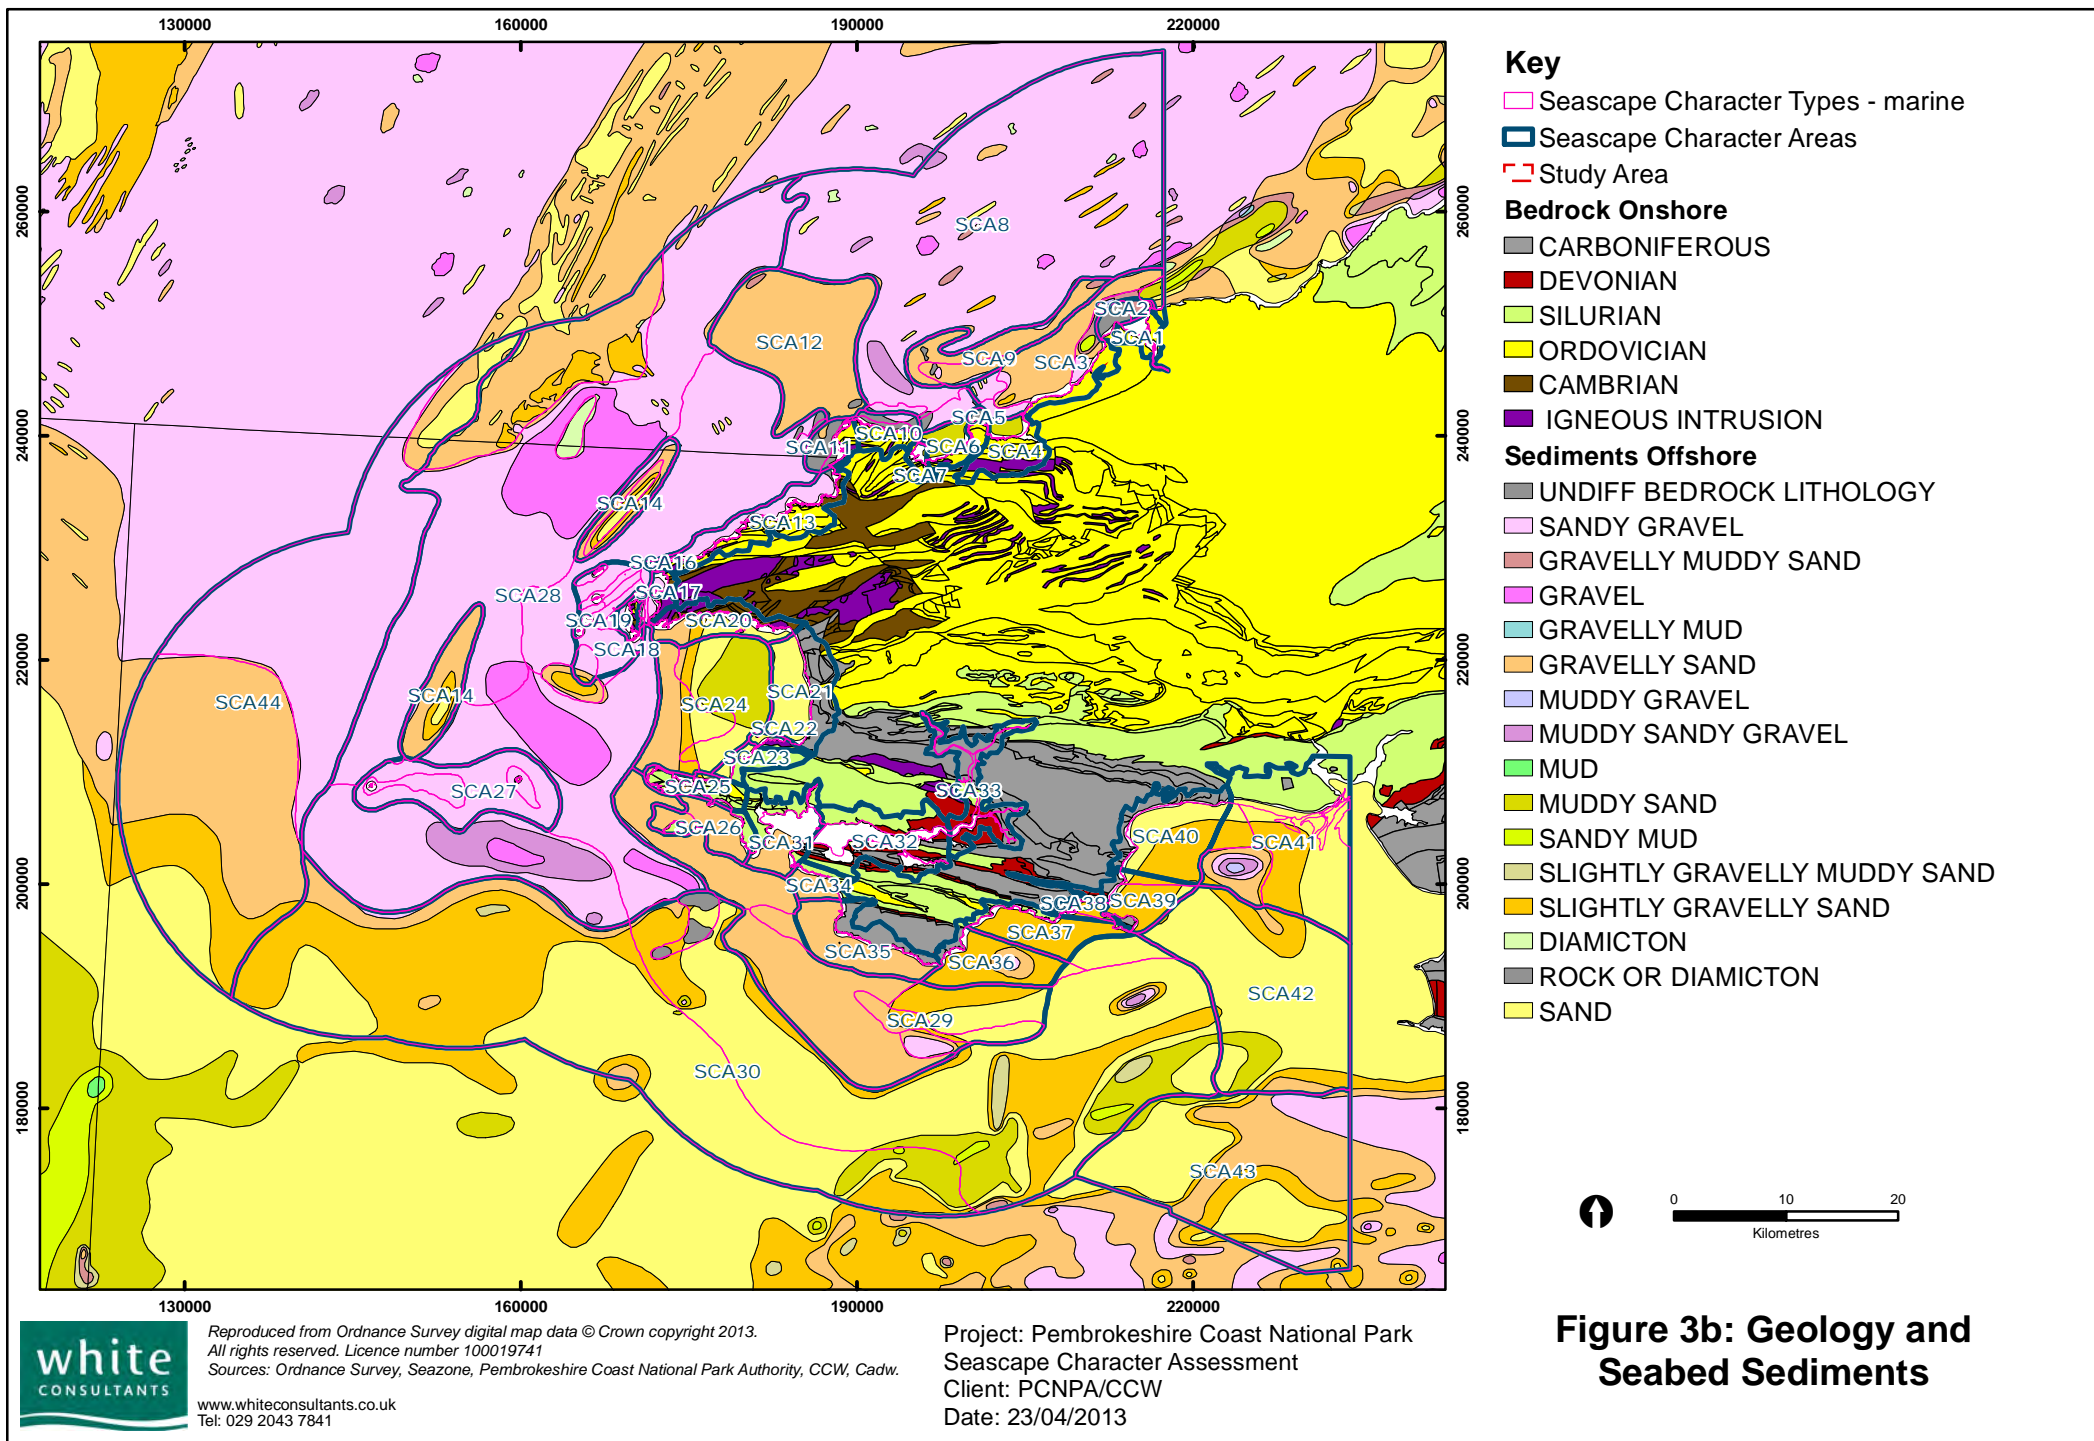 130000
160000
190000
220000
260000
240000
220000
200000
180000
260000
240000
220000
200000
180000
130000
160000
190000
220000
SCA8
SCA2
SCA1
SCA12
SCA9
SCA3
SCA5
SCA10
SCA6
SCA4
SCA11
SCA7
SCA14
SCA13
SCA16
SCA17
SCA28
SCA19
SCA20
SCA18
SCA44
SCA14
SCA24
SCA21
SCA22
SCA23
SCA25
SCA27
SCA33
SCA26
SCA31
SCA32
SCA40
SCA41
SCA34
SCA38
SCA39
SCA37
SCA35
SCA36
SCA42
SCA29
SCA30
SCA43
Key
Seascape Character Types - marine
Seascape Character Areas
Study Area
Bedrock Onshore
CARBONIFEROUS
DEVONIAN
SILURIAN
ORDOVICIAN
CAMBRIAN
IGNEOUS INTRUSION
Sediments Offshore
UNDIFF BEDROCK LITHOLOGY
SANDY GRAVEL
GRAVELLY MUDDY SAND
GRAVEL
GRAVELLY MUD
GRAVELLY SAND
MUDDY GRAVEL
MUDDY SANDY GRAVEL
MUD
MUDDY SAND
SANDY MUD
SLIGHTLY GRAVELLY MUDDY SAND
SLIGHTLY GRAVELLY SAND
DIAMICTON
ROCK OR DIAMICTON
SAND
0 10 20
Kilometres
white
CONSULTANTS
Reproduced from Ordnance Survey digital map data © Crown copyright 2013.
All rights reserved. Licence number 100019741
Sources: Ordnance Survey, Seazone, Pembrokeshire Coast National Park Authority, CCW, Cadw.
www.whiteconsultants.co.uk
Tel: 029 2043 7841
Project: Pembrokeshire Coast National Park
Seascape Character Assessment
Client: PCNPA/CCW
Date: 23/04/2013
Figure 3b: Geology and
Seabed Sediments